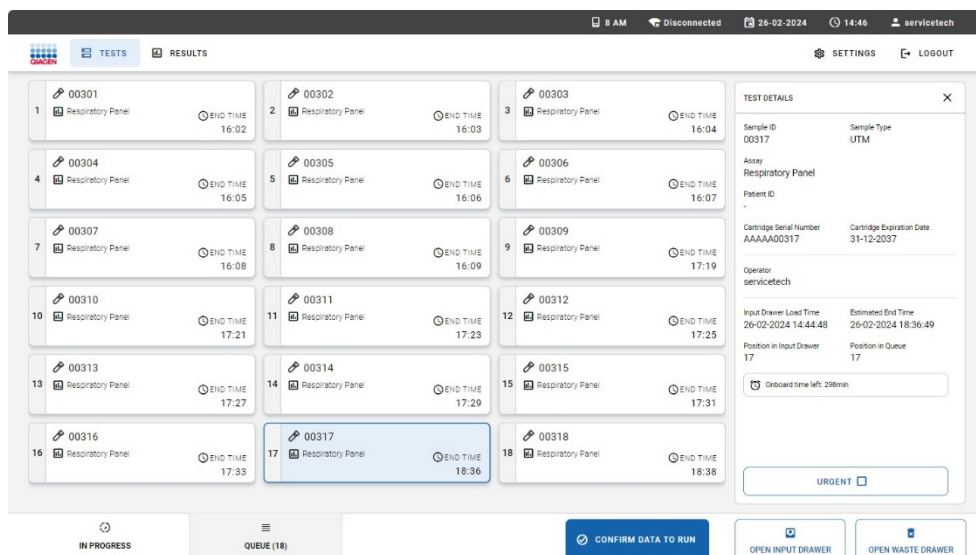 8 AM Disconnected 26-02-2024 14:46 servicetech
QIAGEN TESTS RESULTS SETTINGS LOGOUT
1 00301
Respiratory Panel
END TIME
16:02
2 00302
Respiratory Panel
END TIME
16:03
3 00303
Respiratory Panel
END TIME
16:04
4 00304
Respiratory Panel
END TIME
16:05
5 00305
Respiratory Panel
END TIME
16:06
6 00306
Respiratory Panel
END TIME
16:07
7 00307
Respiratory Panel
END TIME
16:08
8 00308
Respiratory Panel
END TIME
16:09
9 00309
Respiratory Panel
END TIME
17:19
10 00310
Respiratory Panel
END TIME
17:21
11 00311
Respiratory Panel
END TIME
17:23
12 00312
Respiratory Panel
END TIME
17:25
13 00313
Respiratory Panel
END TIME
17:27
14 00314
Respiratory Panel
END TIME
17:29
15 00315
Respiratory Panel
END TIME
17:31
16 00316
Respiratory Panel
END TIME
17:33
17 00317
Respiratory Panel
END TIME
18:36
18 00318
Respiratory Panel
END TIME
18:38
TEST DETAILS
Sample ID Sample Type
00317 UTM
Assay
Respiratory Panel
Patient ID
-
Cartridge Serial Number Cartridge Expiration Date
AAAAA00317 31-12-2037
Operator
servicetech
Input Drawer Load Time Estimated End Time
26-02-2024 14:44:48 26-02-2024 18:36:49
Position in Input Drawer Position in Queue
17 17
Onboard time left: 298min
URGENT
IN PROGRESS
QUEUE (18)
CONFIRM DATA TO RUN
OPEN INPUT DRAWER
OPEN WASTE DRAWER